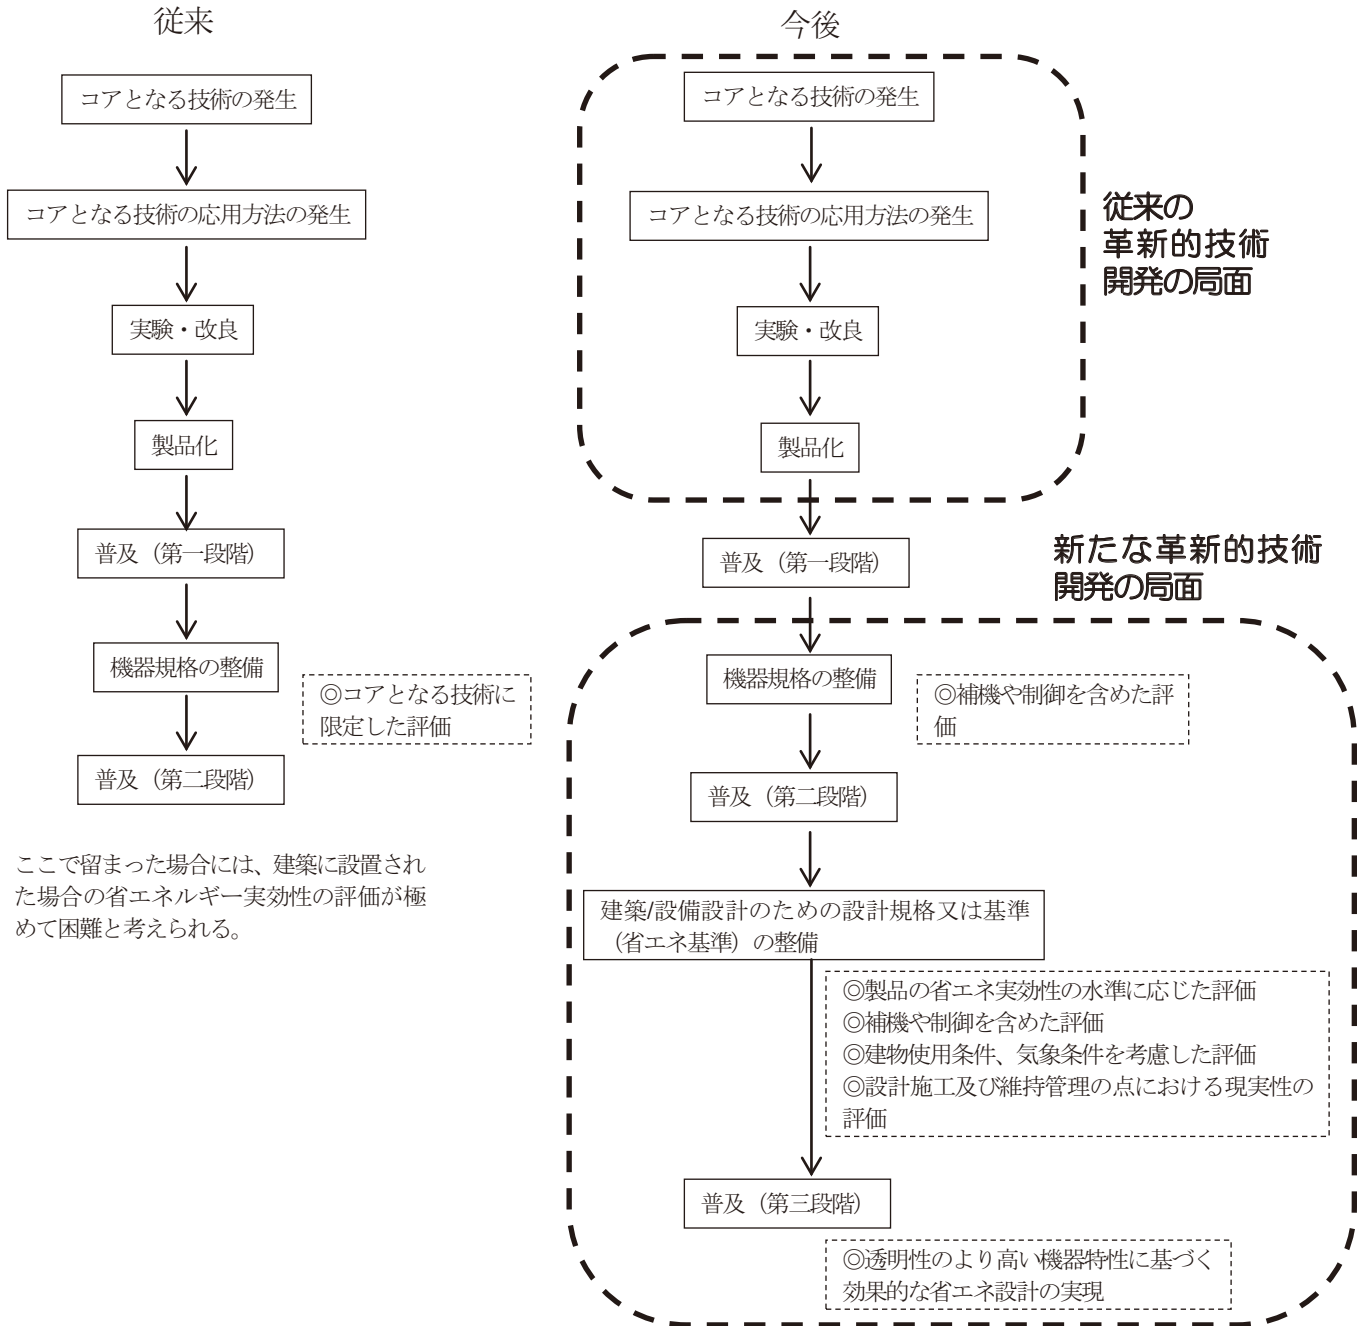 従来
コアとなる技術の発生
コアとなる技術の応用方法の発生
実験・改良
製品化
普及（第一段階）
機器規格の整備
◎コアとなる技術に
限定した評価
普及（第二段階）
ここで留まった場合には、建築に設置され
た場合の省エネルギー実効性の評価が極
めて困難と考えられる。
今後
コアとなる技術の発生
コアとなる技術の応用方法の発生
実験・改良
製品化
従来の
革新的技術
開発の局面
普及（第一段階）
新たな革新的技術
開発の局面
機器規格の整備
◎補機や制御を含めた評
価
普及（第二段階）
建築/設備設計のための設計規格又は基準
（省エネ基準）の整備
◎製品の省エネ実効性の水準に応じた評価
◎補機や制御を含めた評価
◎建物使用条件、気象条件を考慮した評価
◎設計施工及び維持管理の点における現実性の
評価
普及（第三段階）
◎透明性のより高い機器特性に基づく
効果的な省エネ設計の実現